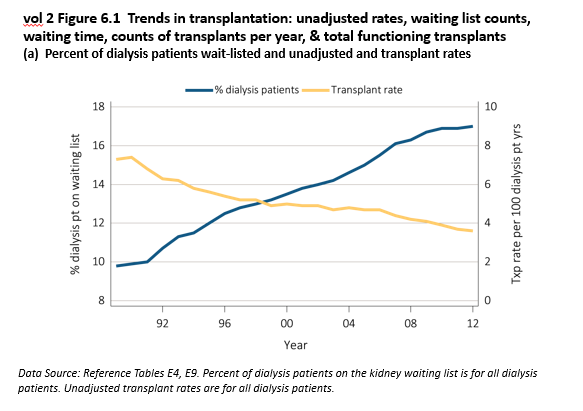 vol 2 Figure 6.1 Trends in transplantation: unadjusted rates, waiting list counts,
waiting time, counts of transplants per year, & total functioning transplants
(a) Percent of dialysis patients wait-listed and unadjusted and transplant rates
% dialysis patients
Transplant rate
% dialysis pt on waiting list
18
16
14
12
10
8
10
8
6
4
2
0
Txp rate per 100 dialysis pt yrs
92
96
00
04
08
12
Year
Data Source: Reference Tables E4, E9. Percent of dialysis patients on the kidney waiting list is for all dialysis
patients. Unadjusted transplant rates are for all dialysis patients.